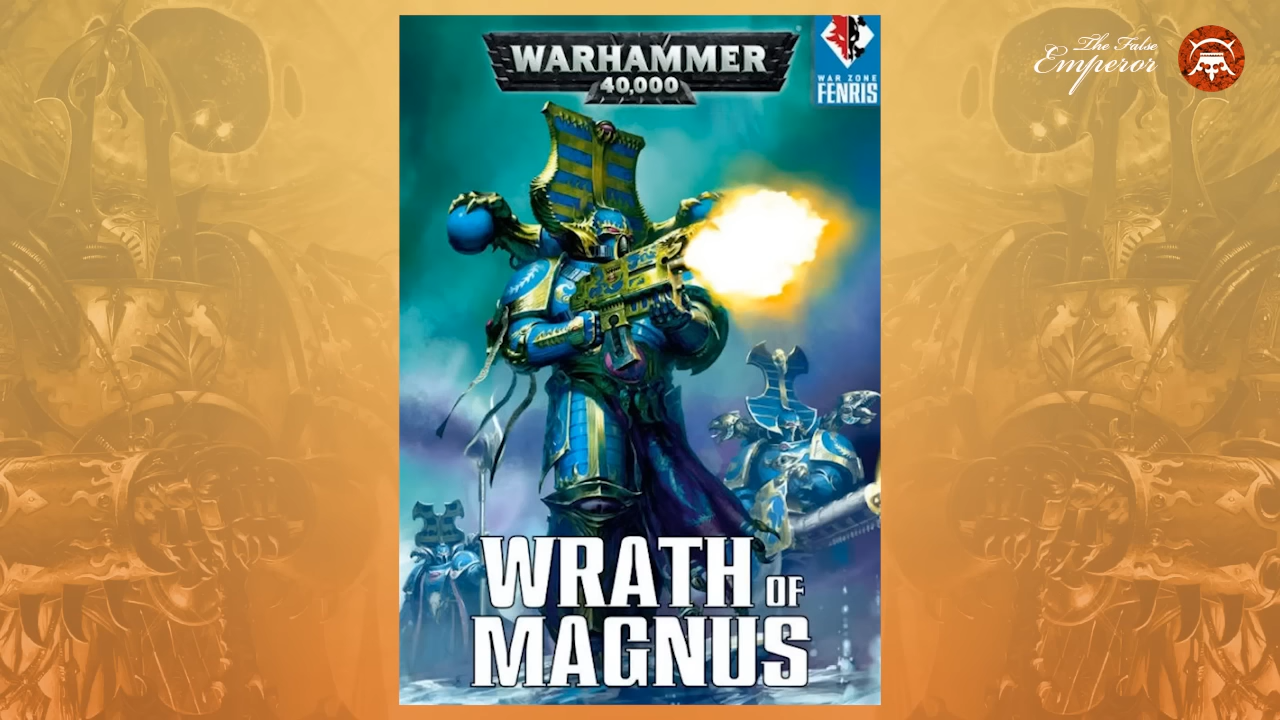 WARHAMMER
40,000
WAR ZONE
FENRIS
The False
Emperor
WRATH OF
MAGNUS